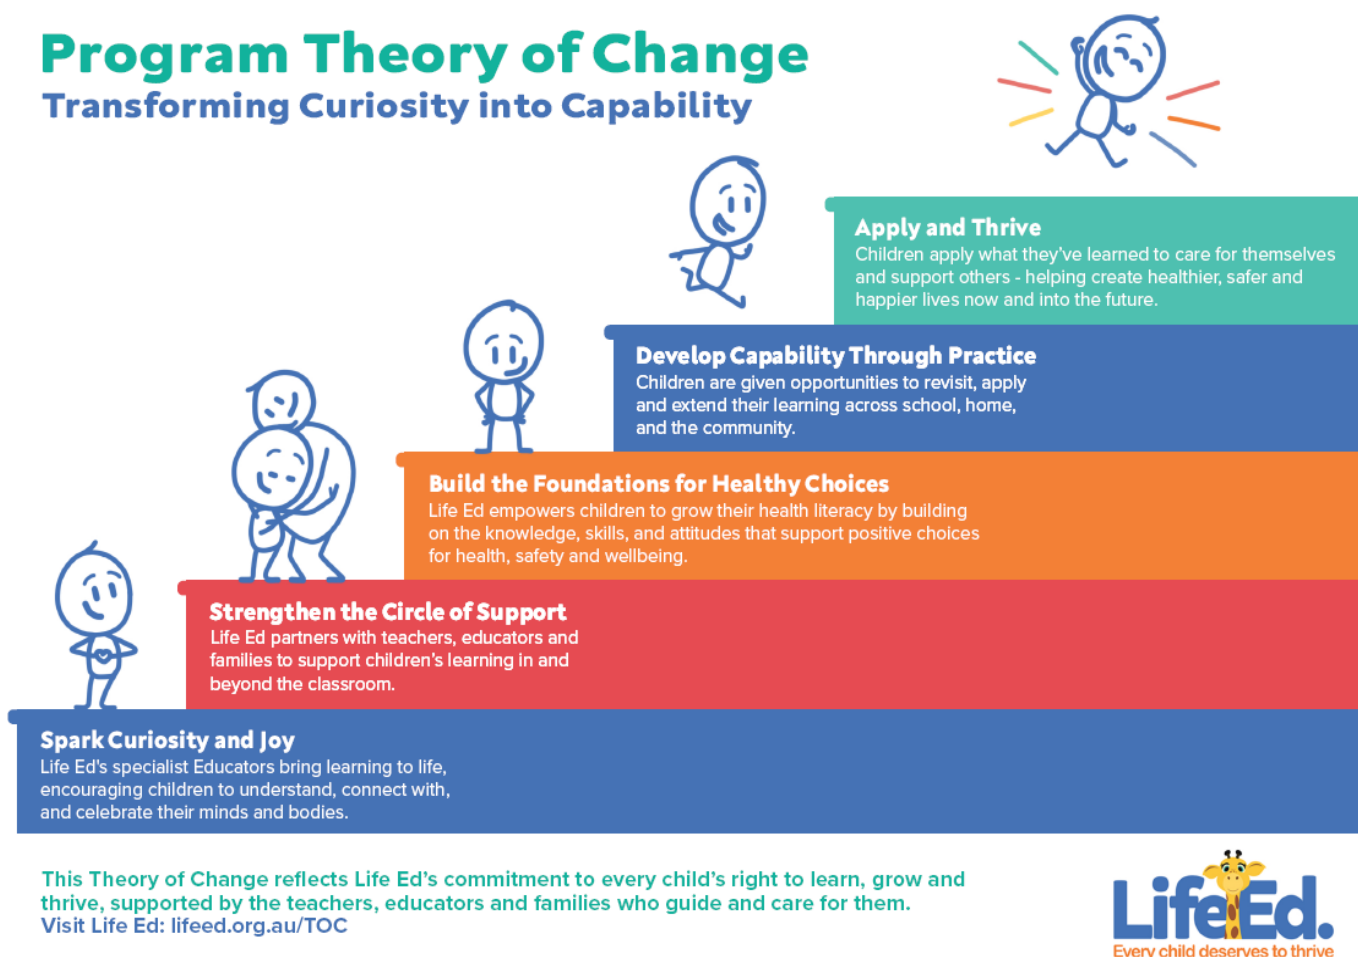 Program Theory of Change
Transforming Curiosity into Capability
Apply and Thrive
Children apply what they've learned to care for themselves
and support others - helping create healthier, safer and
happier lives now and into the future.
Develop Capability Through Practice
Children are given opportunities to revisit, apply
and extend their learning across school, home,
and the community.
Build the Foundations for Healthy Choices
Life Ed empowers children to grow their health literacy by building
on the knowledge, skills, and attitudes that support positive choices
for health, safety and wellbeing.
Strengthen the Circle of Support
Life Ed partners with teachers, educators and
families to support children's learning in and
beyond the classroom.
Spark Curiosity and Joy
Life Ed's specialist Educators bring learning to life,
encouraging children to understand, connect with,
and celebrate their minds and bodies.
This Theory of Change reflects Life Ed's commitment to every child's right to learn, grow and
thrive, supported by the teachers, educators and families who guide and care for them.
Visit Life Ed: lifeed.org.au/TOC
Life Ed.
Every child deserves to thrive